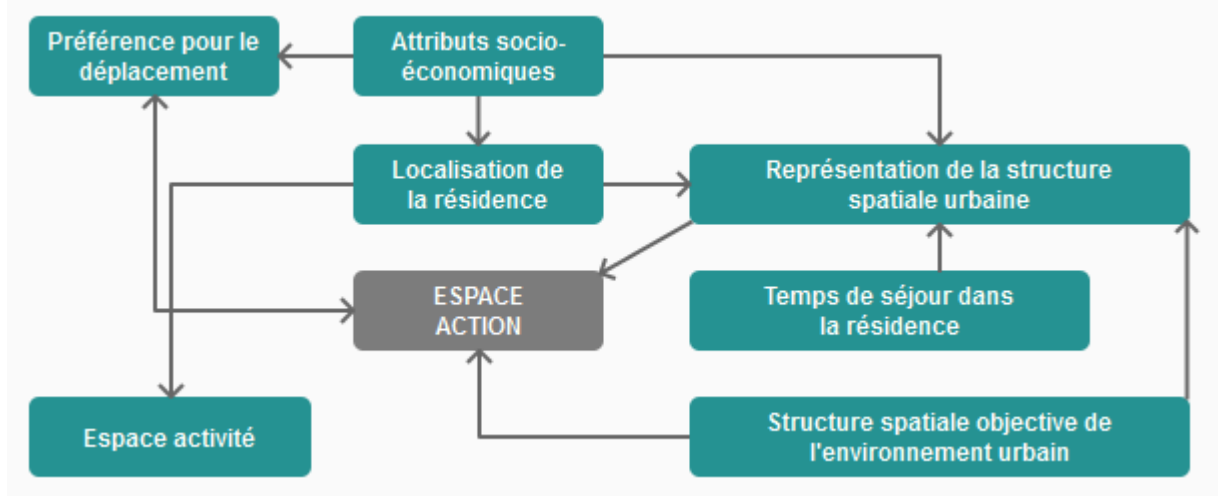 Préférence pour le
déplacement
Attributs socio-
économiques
Localisation de
la résidence
Représentation de la structure
spatiale urbaine
ESPACE
ACTION
Temps de séjour dans
la résidence
Espace activité
Structure spatiale objective de
l'environnement urbain